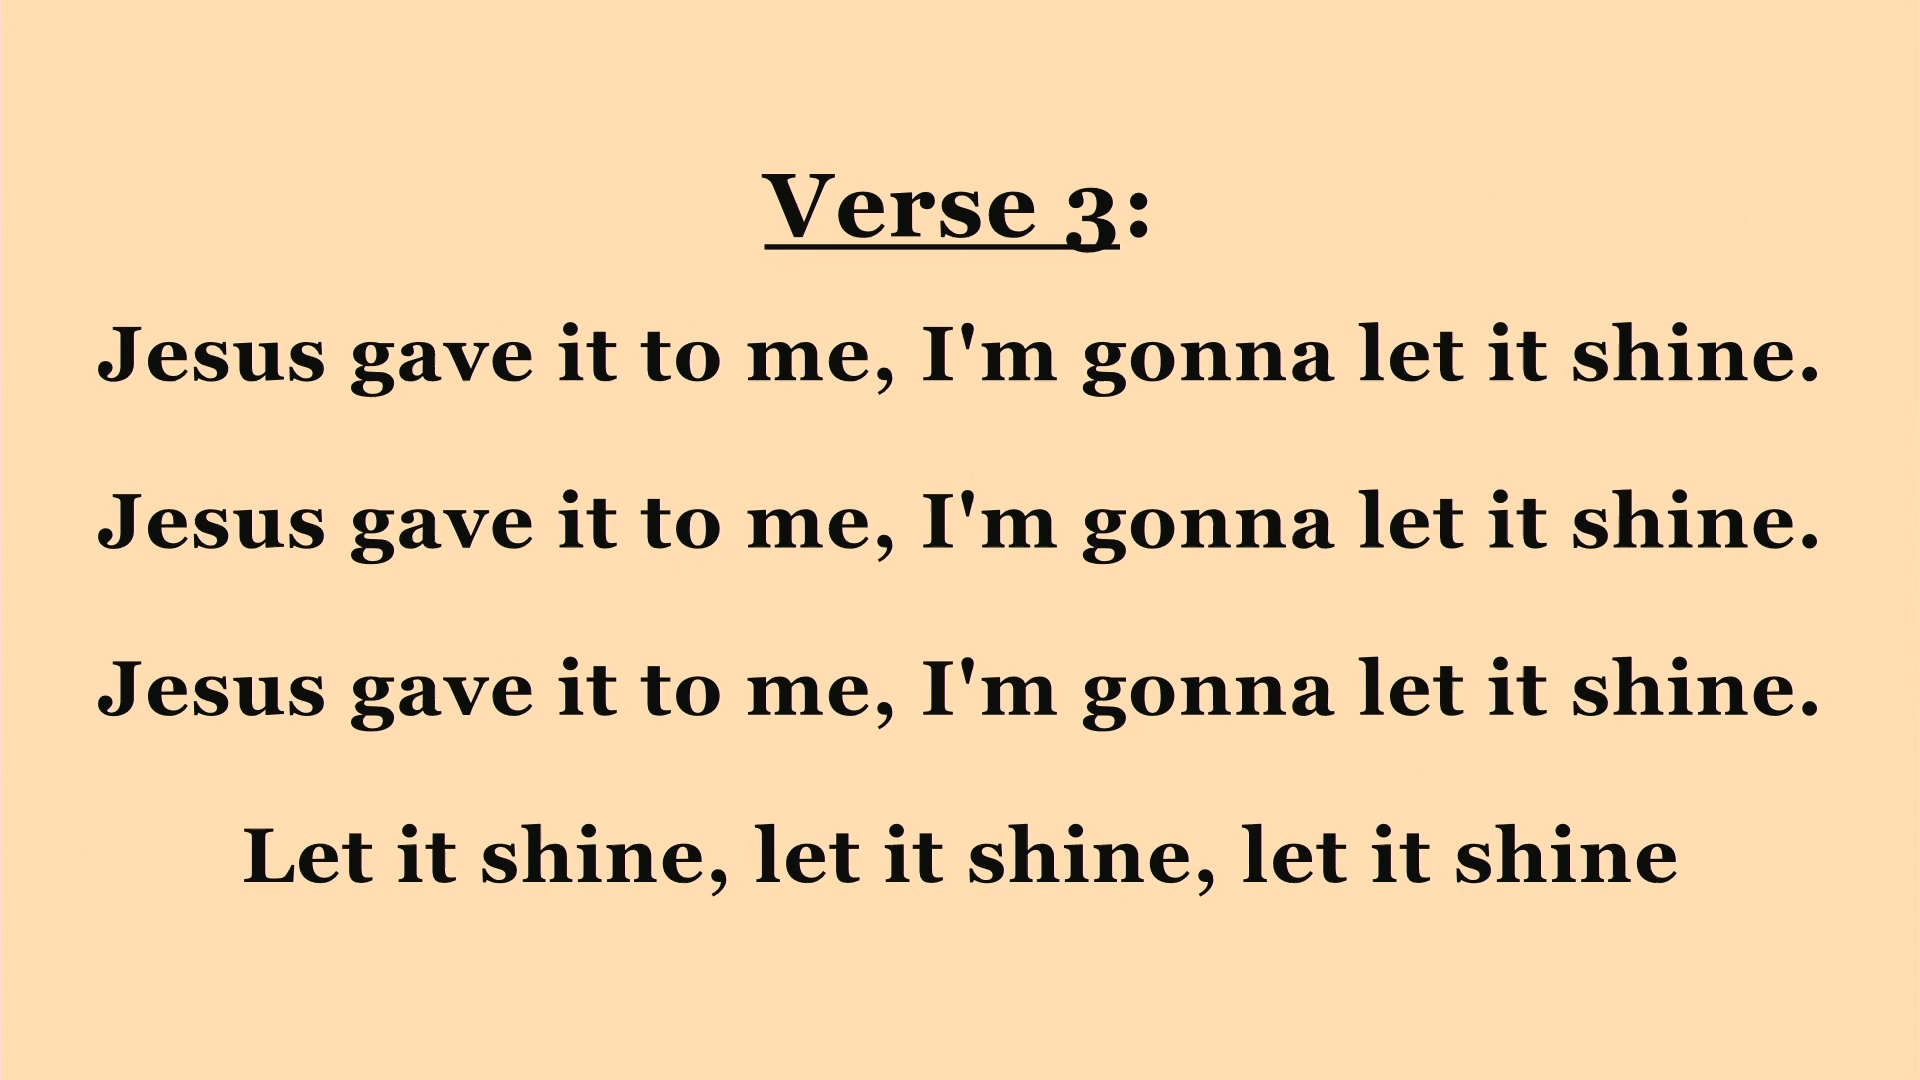 Verse 3:
Jesus gave it to me, I'm gonna let it shine.
Jesus gave it to me, I'm gonna let it shine.
Jesus gave it to me, I'm gonna let it shine.
Let it shine, let it shine, let it shine